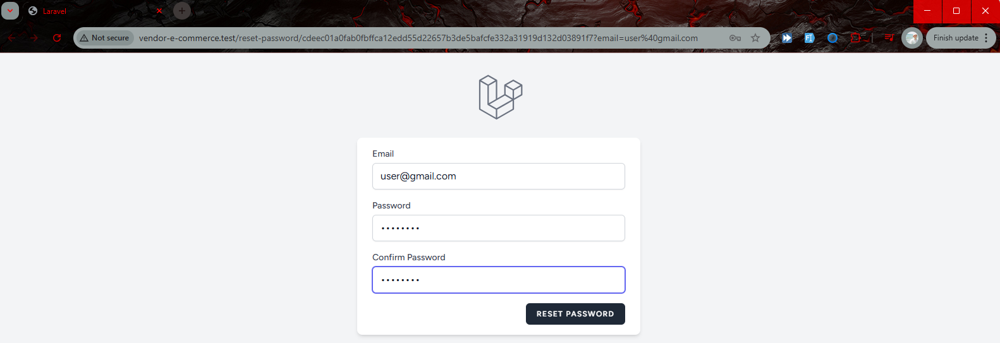 Laravel
Not secure
vendor-e-commerce.test/reset-password/cdeec01a0fab0fbffca12edd55d22657b3de5bafcfe332a31919d132d03891f7?email=user%40gmail.com
Finish update
Email
user@gmail.com
Password
••••••••
Confirm Password
••••••••
RESET PASSWORD